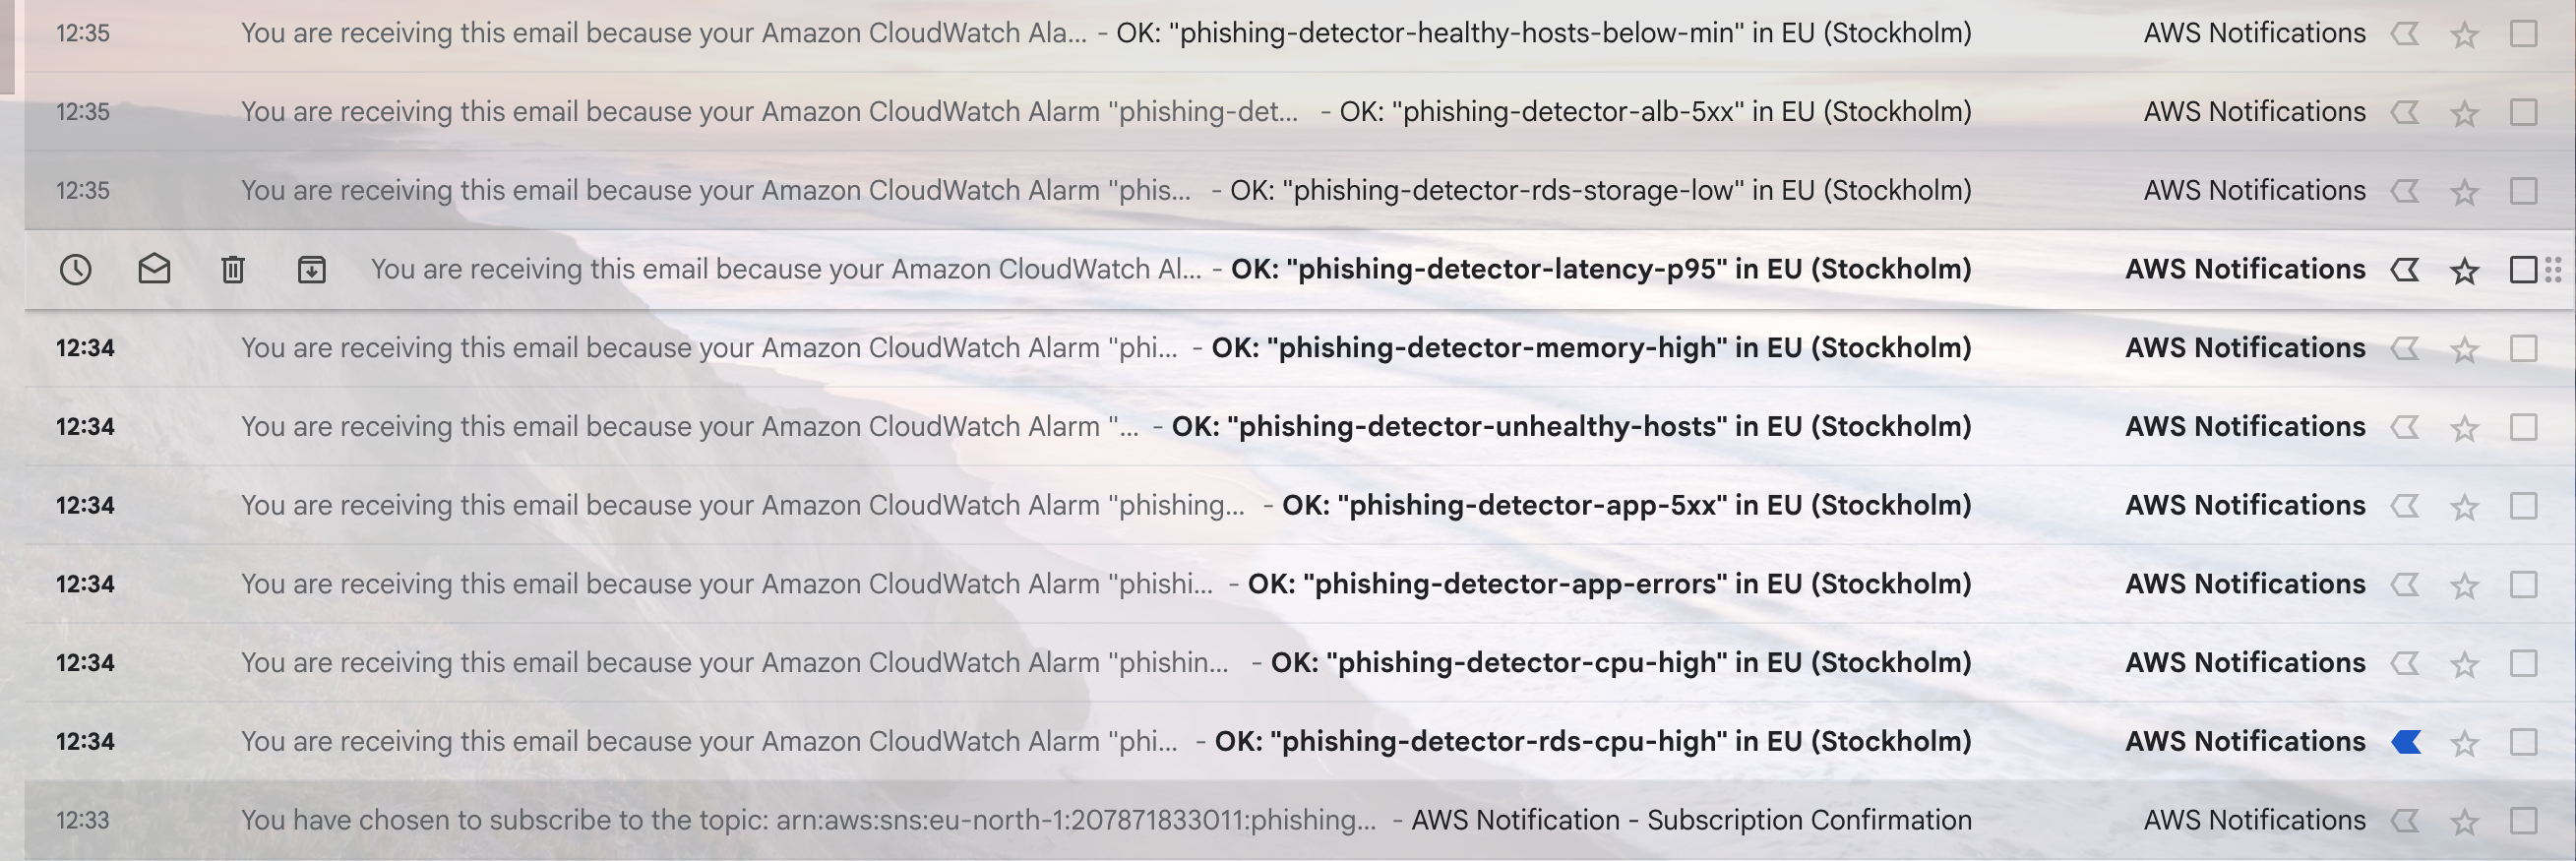 12:35 You are receiving this email because your Amazon CloudWatch Ala... - OK: "phishing-detector-healthy-hosts-below-min" in EU (Stockholm) AWS Notifications
12:35 You are receiving this email because your Amazon CloudWatch Alarm "phishing-det... - OK: "phishing-detector-alb-5xx" in EU (Stockholm) AWS Notifications
12:35 You are receiving this email because your Amazon CloudWatch Alarm "phis... - OK: "phishing-detector-rds-storage-low" in EU (Stockholm) AWS Notifications
You are receiving this email because your Amazon CloudWatch Al... - OK: "phishing-detector-latency-p95" in EU (Stockholm) AWS Notifications
12:34 You are receiving this email because your Amazon CloudWatch Alarm "phi... - OK: "phishing-detector-memory-high" in EU (Stockholm) AWS Notifications
12:34 You are receiving this email because your Amazon CloudWatch Alarm "... - OK: "phishing-detector-unhealthy-hosts" in EU (Stockholm) AWS Notifications
12:34 You are receiving this email because your Amazon CloudWatch Alarm "phishing... - OK: "phishing-detector-app-5xx" in EU (Stockholm) AWS Notifications
12:34 You are receiving this email because your Amazon CloudWatch Alarm "phishi... - OK: "phishing-detector-app-errors" in EU (Stockholm) AWS Notifications
12:34 You are receiving this email because your Amazon CloudWatch Alarm "phishin... - OK: "phishing-detector-cpu-high" in EU (Stockholm) AWS Notifications
12:34 You are receiving this email because your Amazon CloudWatch Alarm "phi... - OK: "phishing-detector-rds-cpu-high" in EU (Stockholm) AWS Notifications
12:33 You have chosen to subscribe to the topic: arn:aws:sns:eu-north-1:207871833011:phishing... - AWS Notification - Subscription Confirmation AWS Notifications